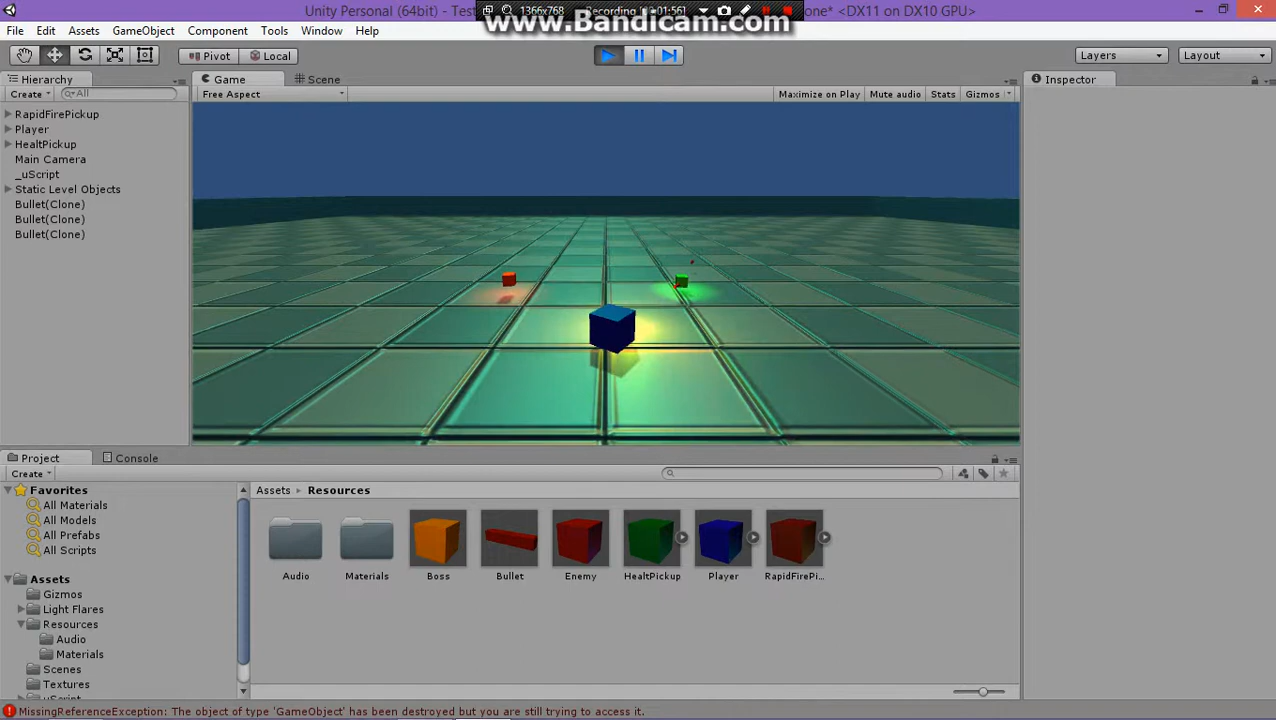 Unity Personal (64bit) - Tes
1366x768
Recording
one* <DX11 on DX10 GPU>
www.Bandicam.com
File Edit Assets GameObject Component Tools Window Help
Pivot Local Layers Layout
Hierarchy Game Scene Inspector
Create All Free Aspect Maximize on Play Mute audio Stats Gizmos
RapidFirePickup
Player
HealtPickup
Main Camera
_uScript
Static Level Objects
Bullet(Clone)
Bullet(Clone)
Bullet(Clone)
Project Console
Create
Favorites
All Materials
All Models
All Prefabs
All Scripts
Assets
Gizmos
Light Flares
Resources
Audio
Materials
Scenes
Textures
Assets Resources
Audio Materials Boss Bullet Enemy HealtPickup Player RapidFirePi...
MissingReferenceException: The object of type 'GameObject' has been destroyed but you are still trying to access it.